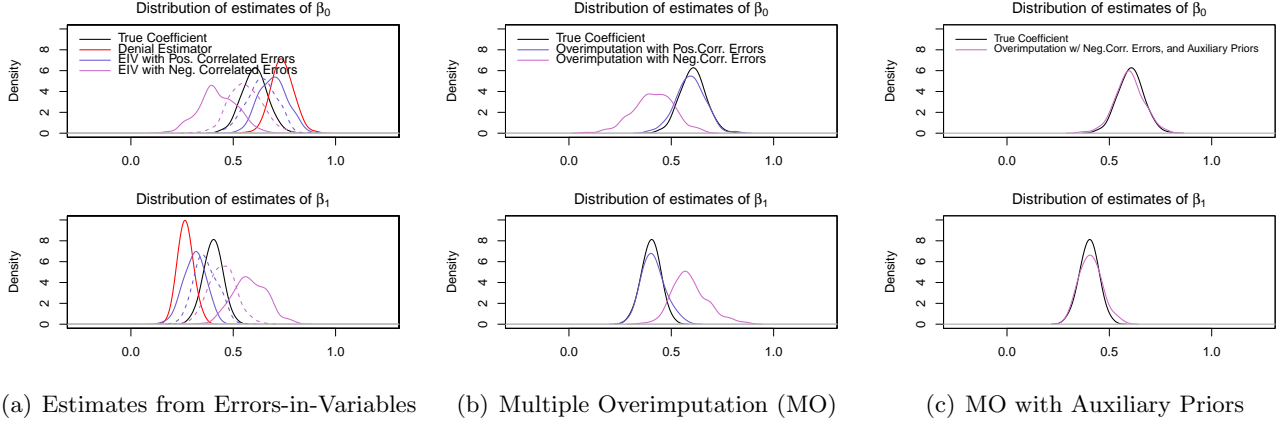 Distribution of estimates of β0
Density
0 2 4 6 8
True Coefficient
Denial Estimator
EIV with Pos. Correlated Errors
EIV with Neg. Correlated Errors
0.0 0.5 1.0
Distribution of estimates of β1
Density
0 2 4 6 8
0.0 0.5 1.0
(a) Estimates from Errors-in-Variables
Distribution of estimates of β0
Density
0 2 4 6 8
True Coefficient
Overimputation with Pos.Corr. Errors
Overimputation with Neg.Corr. Errors
0.0 0.5 1.0
Distribution of estimates of β1
Density
0 2 4 6 8
0.0 0.5 1.0
(b) Multiple Overimputation (MO)
Distribution of estimates of β0
Density
0 2 4 6 8
True Coefficient
Overimputation w/ Neg.Corr. Errors, and Auxiliary Priors
0.0 0.5 1.0
Distribution of estimates of β1
Density
0 2 4 6 8
0.0 0.5 1.0
(c) MO with Auxiliary Priors